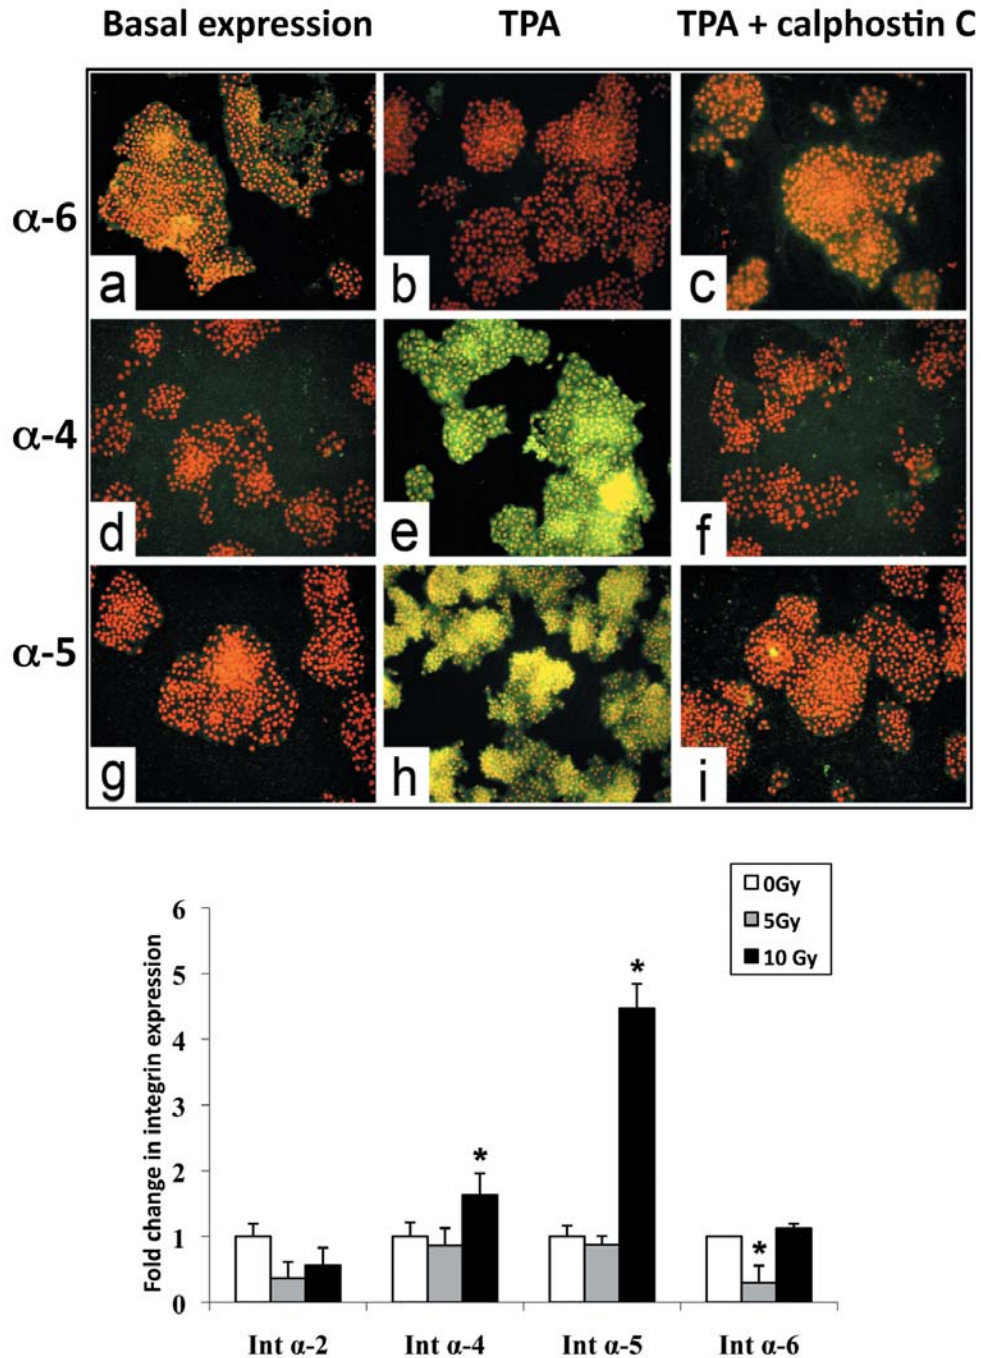 Basal expression TPA TPA + calphostin C
α-6
a b c
α-4
d e f
α-5
g h i
0Gy
5Gy
10 Gy
Fold change in integrin expression
6
5
4
3
2
1
0
*
*
*
Int α-2 Int α-4 Int α-5 Int α-6